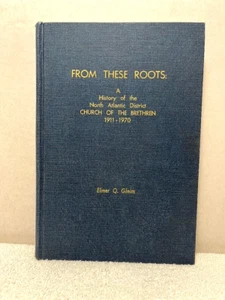 FROM THESE ROOTS:
A
History of the
North Atlantic District
CHURCH OF THE BRETHREN
1911-1970
Elmer Q. Gleim